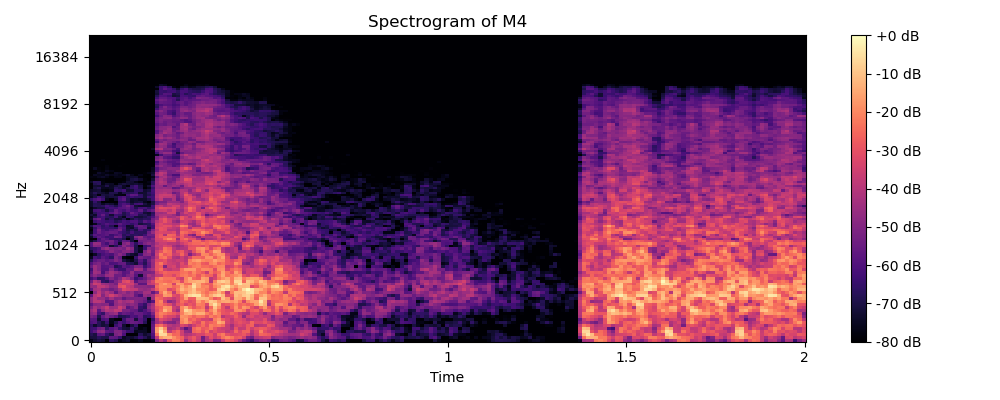 Spectrogram of M4
16384
8192
4096
2048
1024
512
0
Hz
0
0.5
1
1.5
2
Time
+0 dB
-10 dB
-20 dB
-30 dB
-40 dB
-50 dB
-60 dB
-70 dB
-80 dB